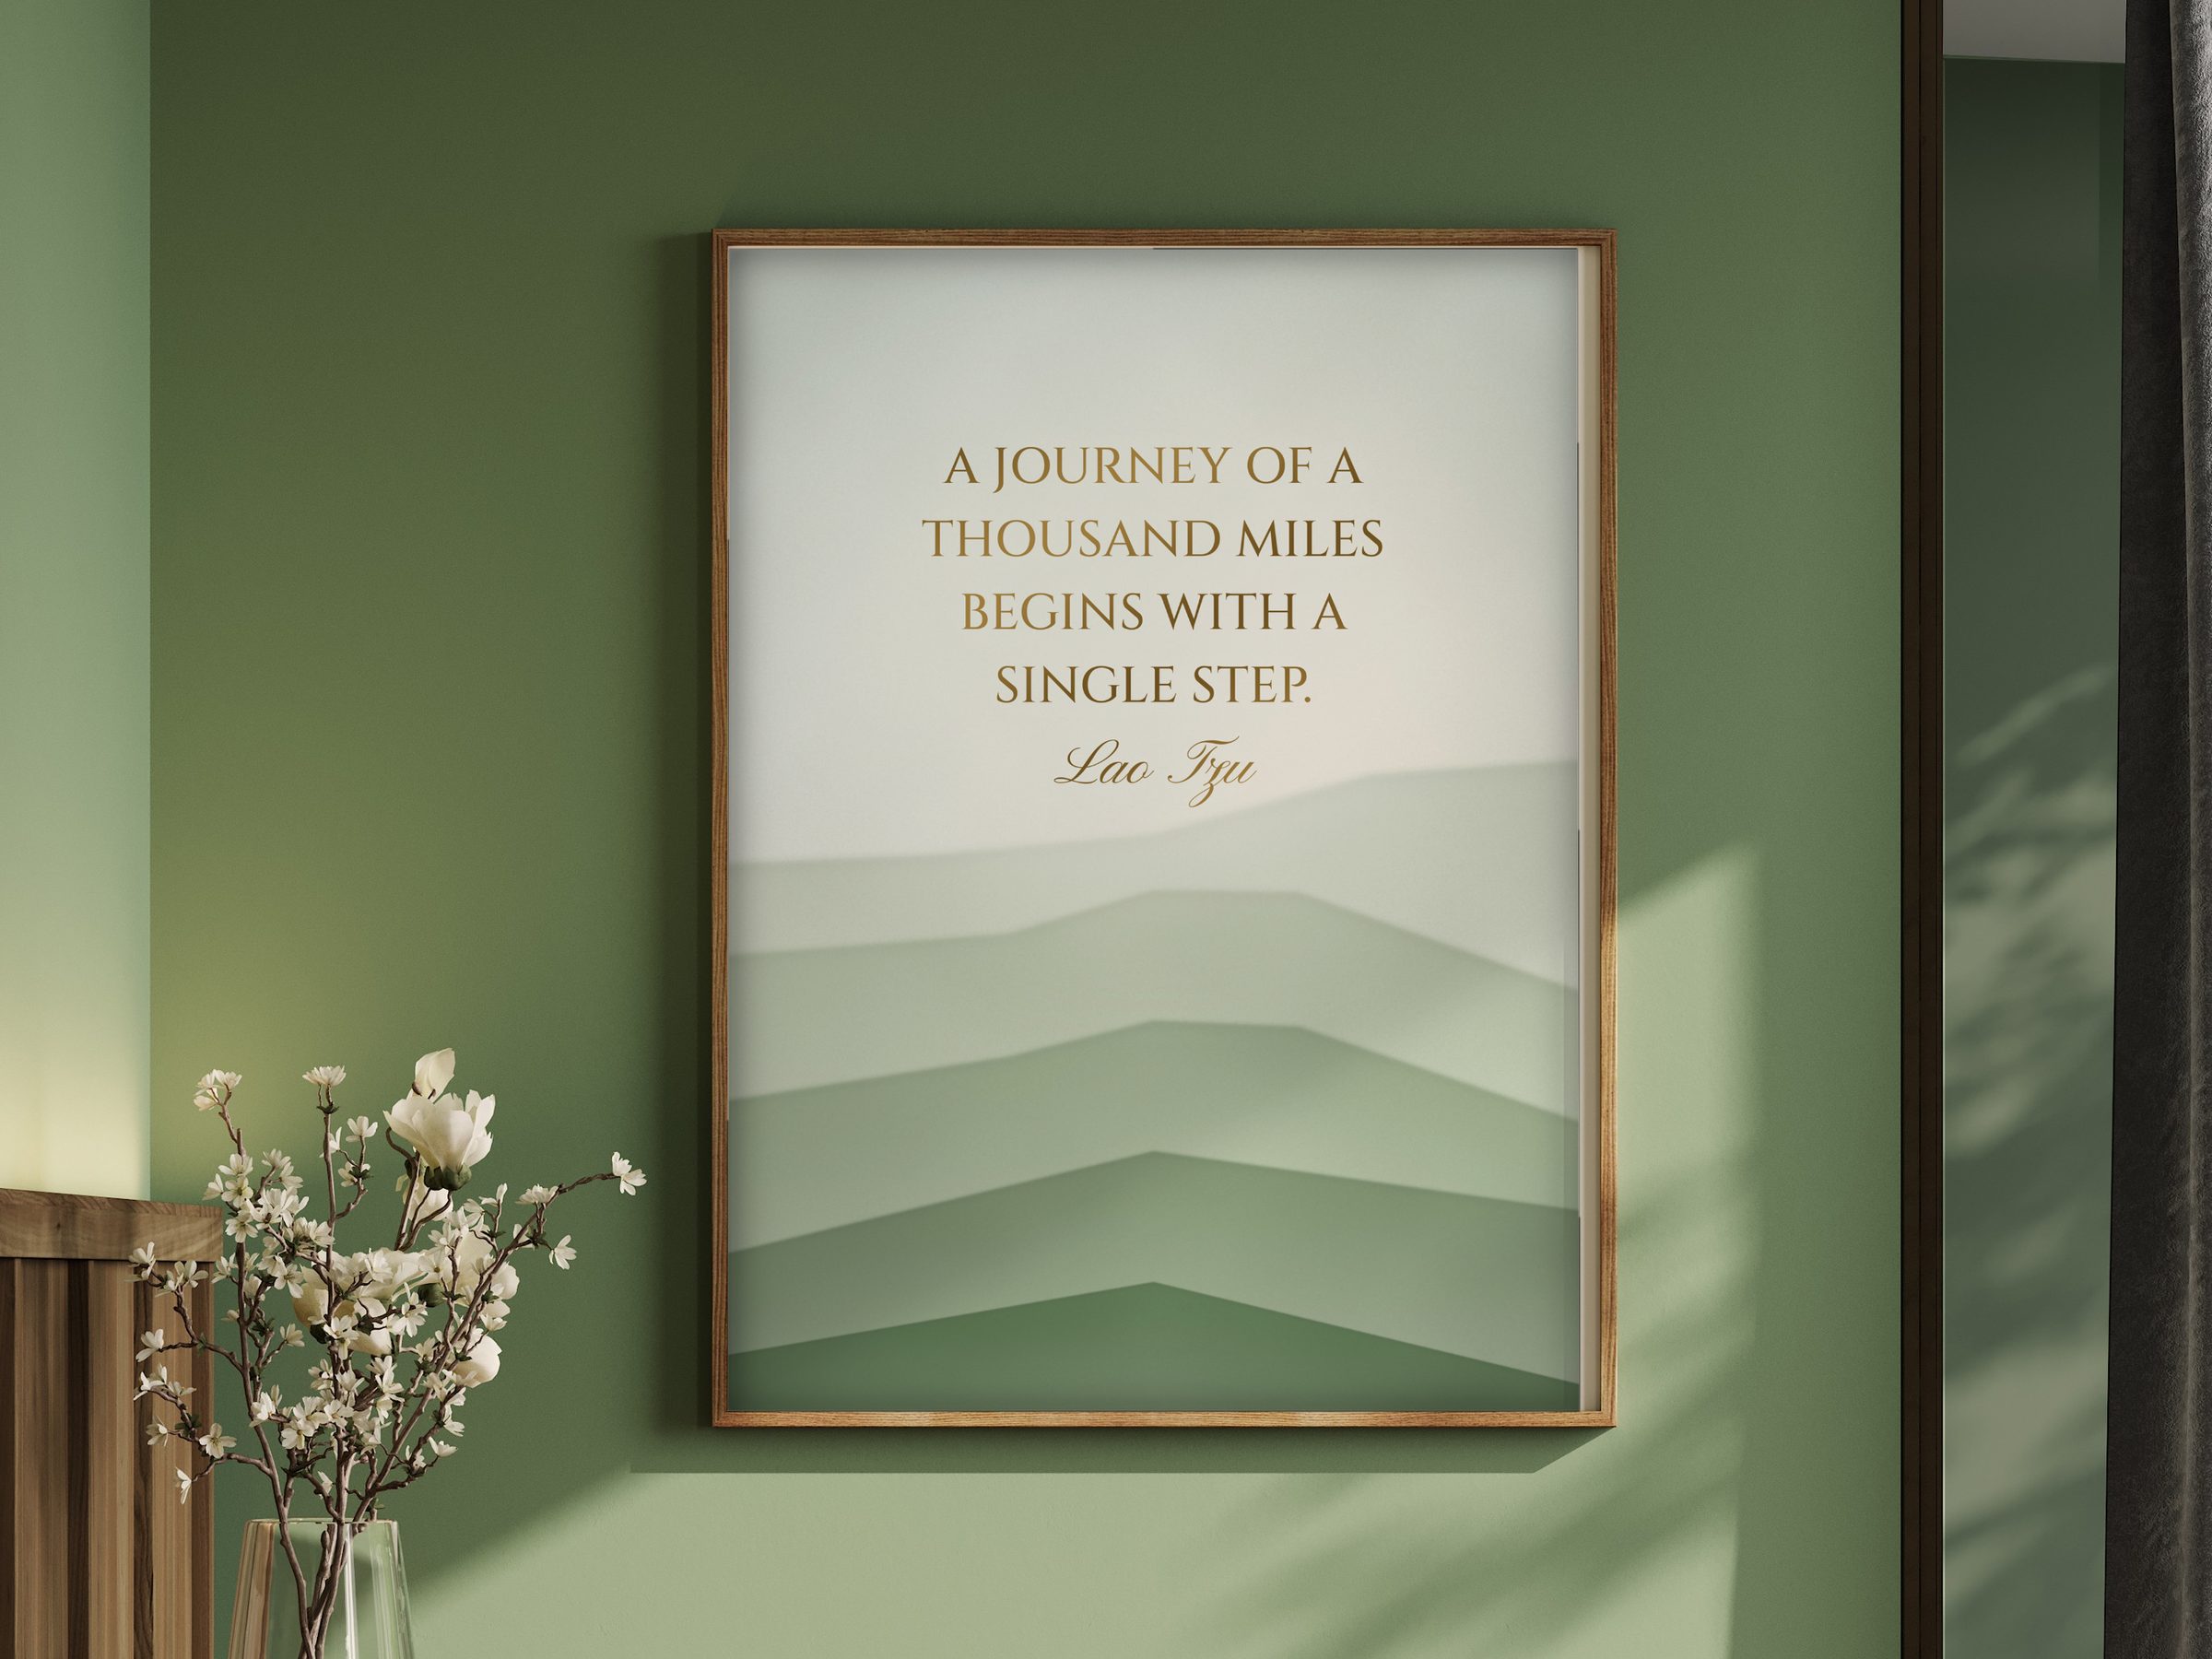 A JOURNEY OF A
THOUSAND MILES
BEGINS WITH A
SINGLE STEP.
Lao Tzu